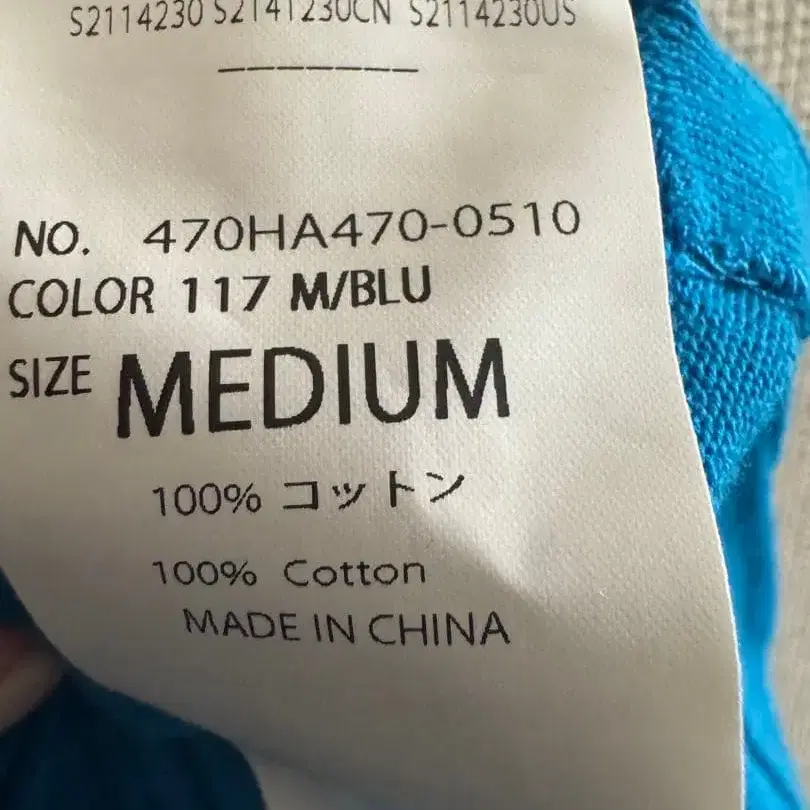 S2114230 S2141230CN S2114230US
NO. 470HA470-0510
COLOR 117 M/BLU
SIZE MEDIUM
100% コットン
100% Cotton
MADE IN CHINA